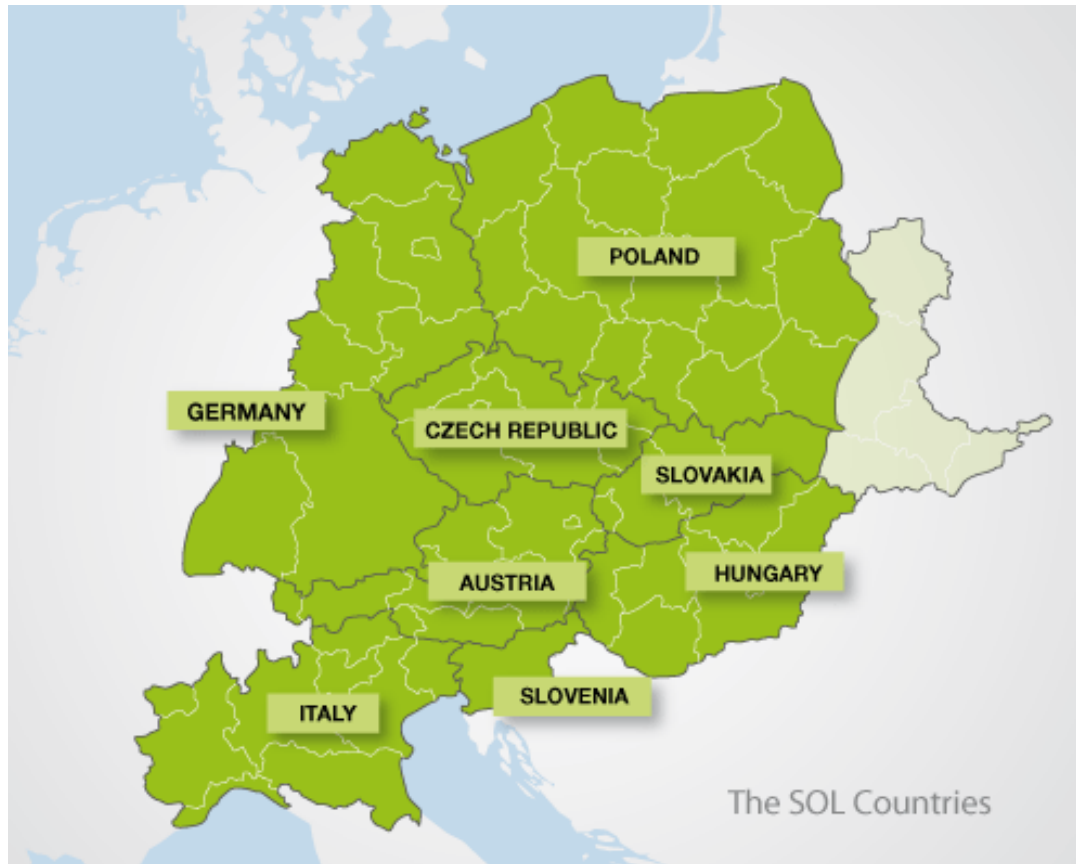 POLAND
GERMANY
CZECH REPUBLIC
SLOVAKIA
HUNGARY
AUSTRIA
SLOVENIA
ITALY
The SOL Countries